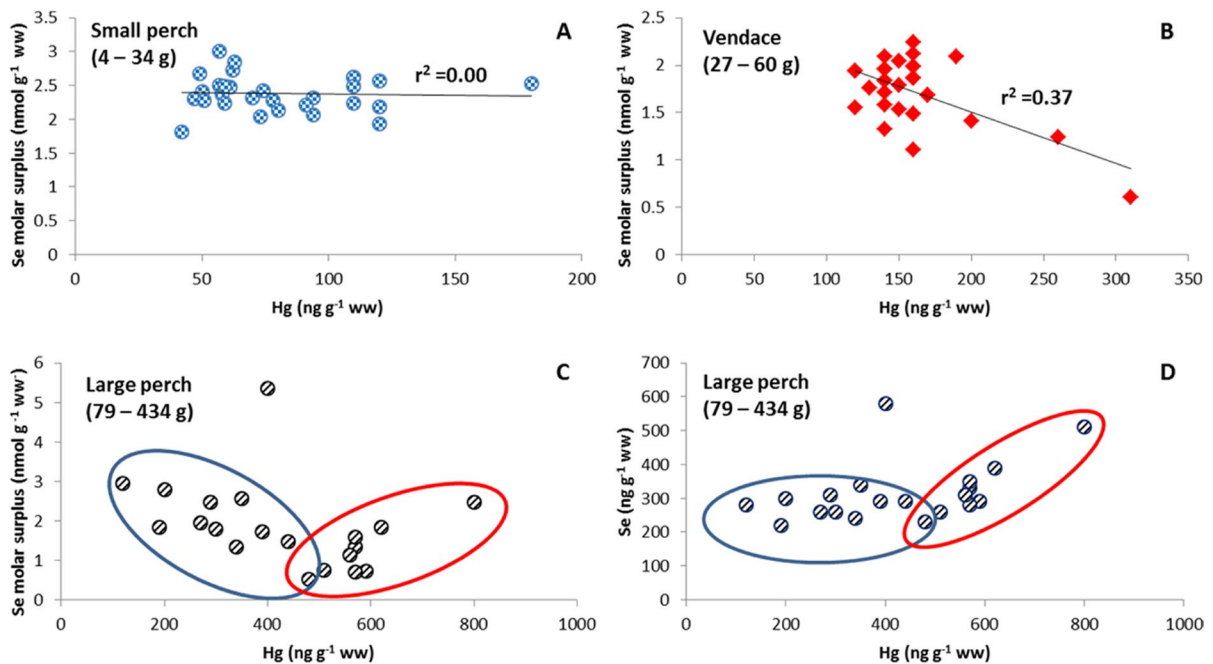 Small perch
(4 – 34 g)
A
r² =0.00
Se molar surplus (nmol g⁻¹ ww)
3.5
3
2.5
2
1.5
1
0.5
0
0 50 100 150 200
Hg (ng g⁻¹ ww)
Vendace
(27 – 60 g)
B
r² =0.37
Se molar surplus (nmol g⁻¹ ww)
2.5
2
1.5
1
0.5
0
0 50 100 150 200 250 300 350
Hg (ng g⁻¹ ww)
Large perch
(79 – 434 g)
C
Se molar surplus (nmol g⁻¹ ww)
6
5
4
3
2
1
0
0 200 400 600 800 1000
Hg (ng g⁻¹ ww)
Large perch
(79 – 434 g)
D
Se (ng g⁻¹ ww)
700
600
500
400
300
200
100
0
0 200 400 600 800 1000
Hg (ng g⁻¹ ww)